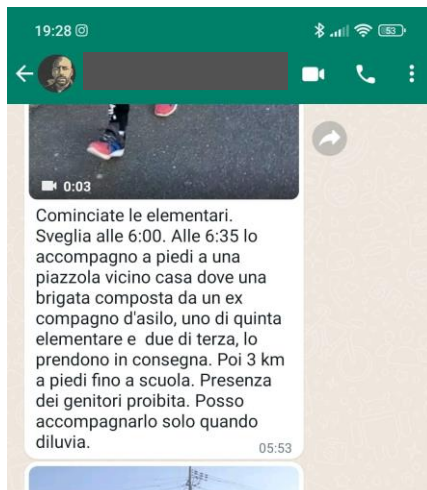 19:28
53
0:03
Cominciate le elementari.
Sveglia alle 6:00. Alle 6:35 lo
accompagno a piedi a una
piazzola vicino casa dove una
brigata composta da un ex
compagno d'asilo, uno di quinta
elementare e  due di terza, lo
prendono in consegna. Poi 3 km
a piedi fino a scuola. Presenza
dei genitori proibita. Posso
accompagnarlo solo quando
diluvia.
05:53